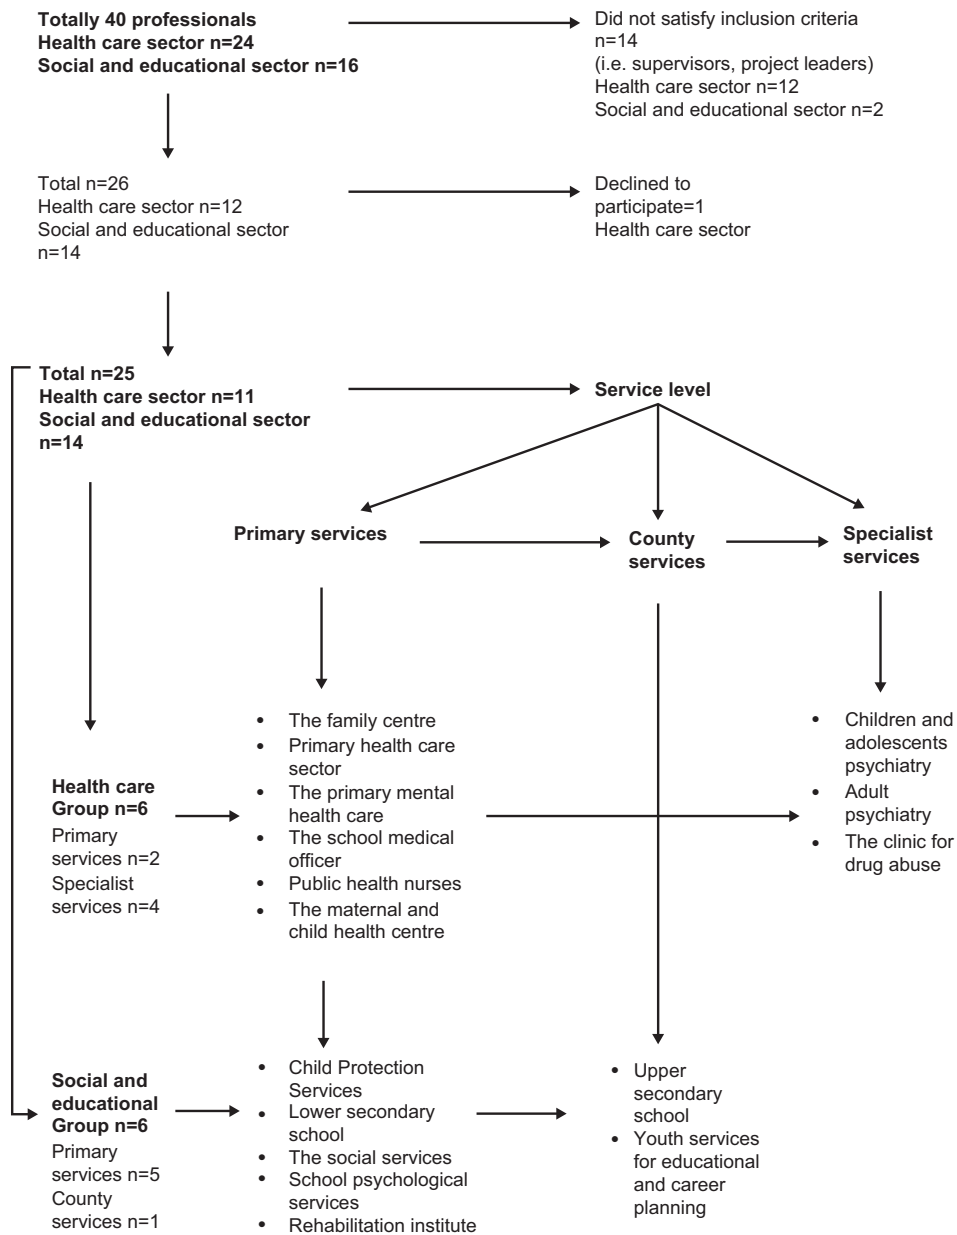 Totally 40 professionals
Health care sector n=24
Social and educational sector n=16
Did not satisfy inclusion criteria
n=14
(i.e. supervisors, project leaders)
Health care sector n=12
Social and educational sector n=2
Total n=26
Health care sector n=12
Social and educational sector
n=14
Declined to
participate=1
Health care sector
Total n=25
Health care sector n=11
Social and educational sector
n=14
Service level
Primary services
County
services
Specialist
services
Health care
Group n=6
Primary
services n=2
Specialist
services n=4
• The family centre
• Primary health care
sector
• The primary mental
health care
• The school medical
officer
• Public health nurses
• The maternal and
child health centre
• Children and
adolescents
psychiatry
• Adult
psychiatry
• The clinic for
drug abuse
Social and
educational
Group n=6
Primary
services n=5
County
services n=1
• Child Protection
Services
• Lower secondary
school
• The social services
• School psychological
services
• Rehabilitation institute
• Upper
secondary
school
• Youth services
for educational
and career
planning